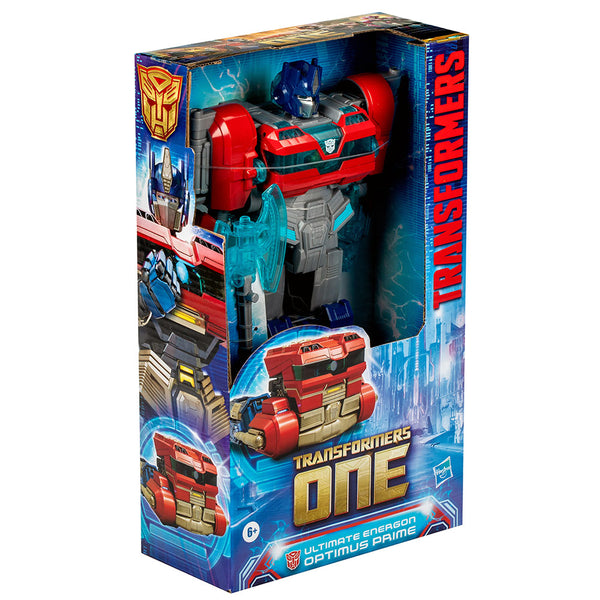 TRANSFORMERS
TRANSFORMERS
ONE
Hasbro
6+
ULTIMATE ENERGON
OPTIMUS PRIME